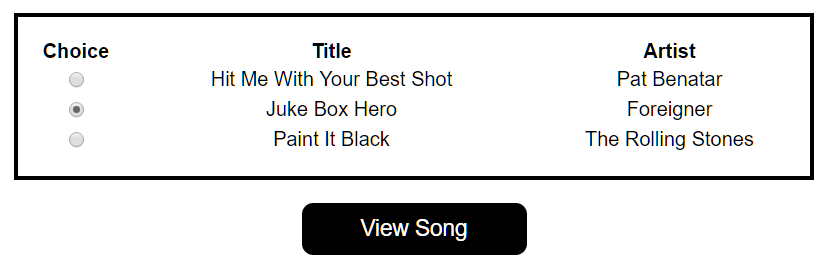 Choice Title Artist
Hit Me With Your Best Shot Pat Benatar
Juke Box Hero Foreigner
Paint It Black The Rolling Stones
View Song